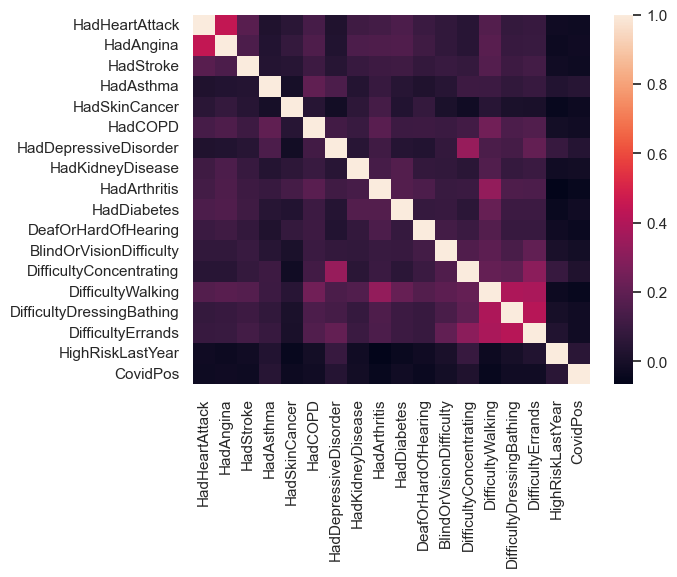 HadHeartAttack
HadAngina
HadStroke
HadAsthma
HadSkinCancer
HadCOPD
HadDepressiveDisorder
HadKidneyDisease
HadArthritis
HadDiabetes
DeafOrHardOfHearing
BlindOrVisionDifficulty
DifficultyConcentrating
DifficultyWalking
DifficultyDressingBathing
DifficultyErrands
HighRiskLastYear
CovidPos
HadHeartAttack
HadAngina
HadStroke
HadAsthma
HadSkinCancer
HadCOPD
HadDepressiveDisorder
HadKidneyDisease
HadArthritis
HadDiabetes
DeafOrHardOfHearing
BlindOrVisionDifficulty
DifficultyConcentrating
DifficultyWalking
DifficultyDressingBathing
DifficultyErrands
HighRiskLastYear
CovidPos
1.0
0.8
0.6
0.4
0.2
0.0